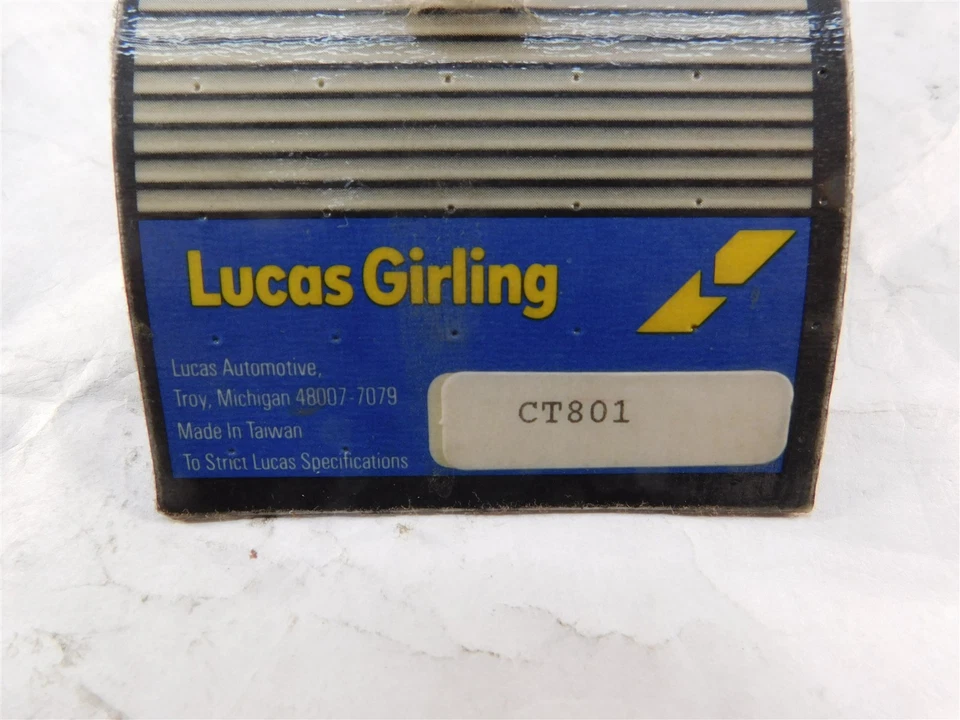 Lucas Girling
Lucas Automotive,
Troy, Michigan 48007-7079
Made In Taiwan
To Strict Lucas Specifications
CT801